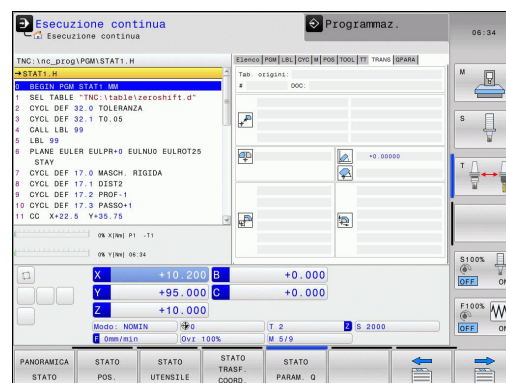 Esecuzione continua
Esecuzione continua
Programmaz.
06:34
TNC:\nc_prog\PGM\STAT1.H
→STAT1.H
0 BEGIN PGM STAT1 MM
1 SEL TABLE "TNC:\table\zeroshift.d"
2 CYCL DEF 32.0 TOLERANZA
3 CYCL DEF 32.1 T0.05
4 CALL LBL 99
5 LBL 99
6 PLANE EULER EULPR+0 EULNU0 EULROT25
STAY
7 CYCL DEF 17.0 MASCH. RIGIDA
8 CYCL DEF 17.1 DIST2
9 CYCL DEF 17.2 PROF-1
10 CYCL DEF 17.3 PASSO+1
11 CC X+22.5 Y+35.75
Elenco PGM LBL CYC M POS TOOL TT TRANS QPARA
Tab. origini:
# DOC:
+0.00000
0% X[Nm] P1 -T1
0% Y[Nm] 06:34
X +10.200 B +0.000
Y +95.000 C +0.000
Z +10.000
Modo: NOMIN 0 T 2 Z S 2000
F 0mm/min Ovr 100% M 5/9
M
S
T
S100%
OFF ON
F100%
OFF ON
PANORAMICA
STATO
STATO
POS.
STATO
UTENSILE
STATO
TRASF.
COORD.
STATO
PARAM. Q